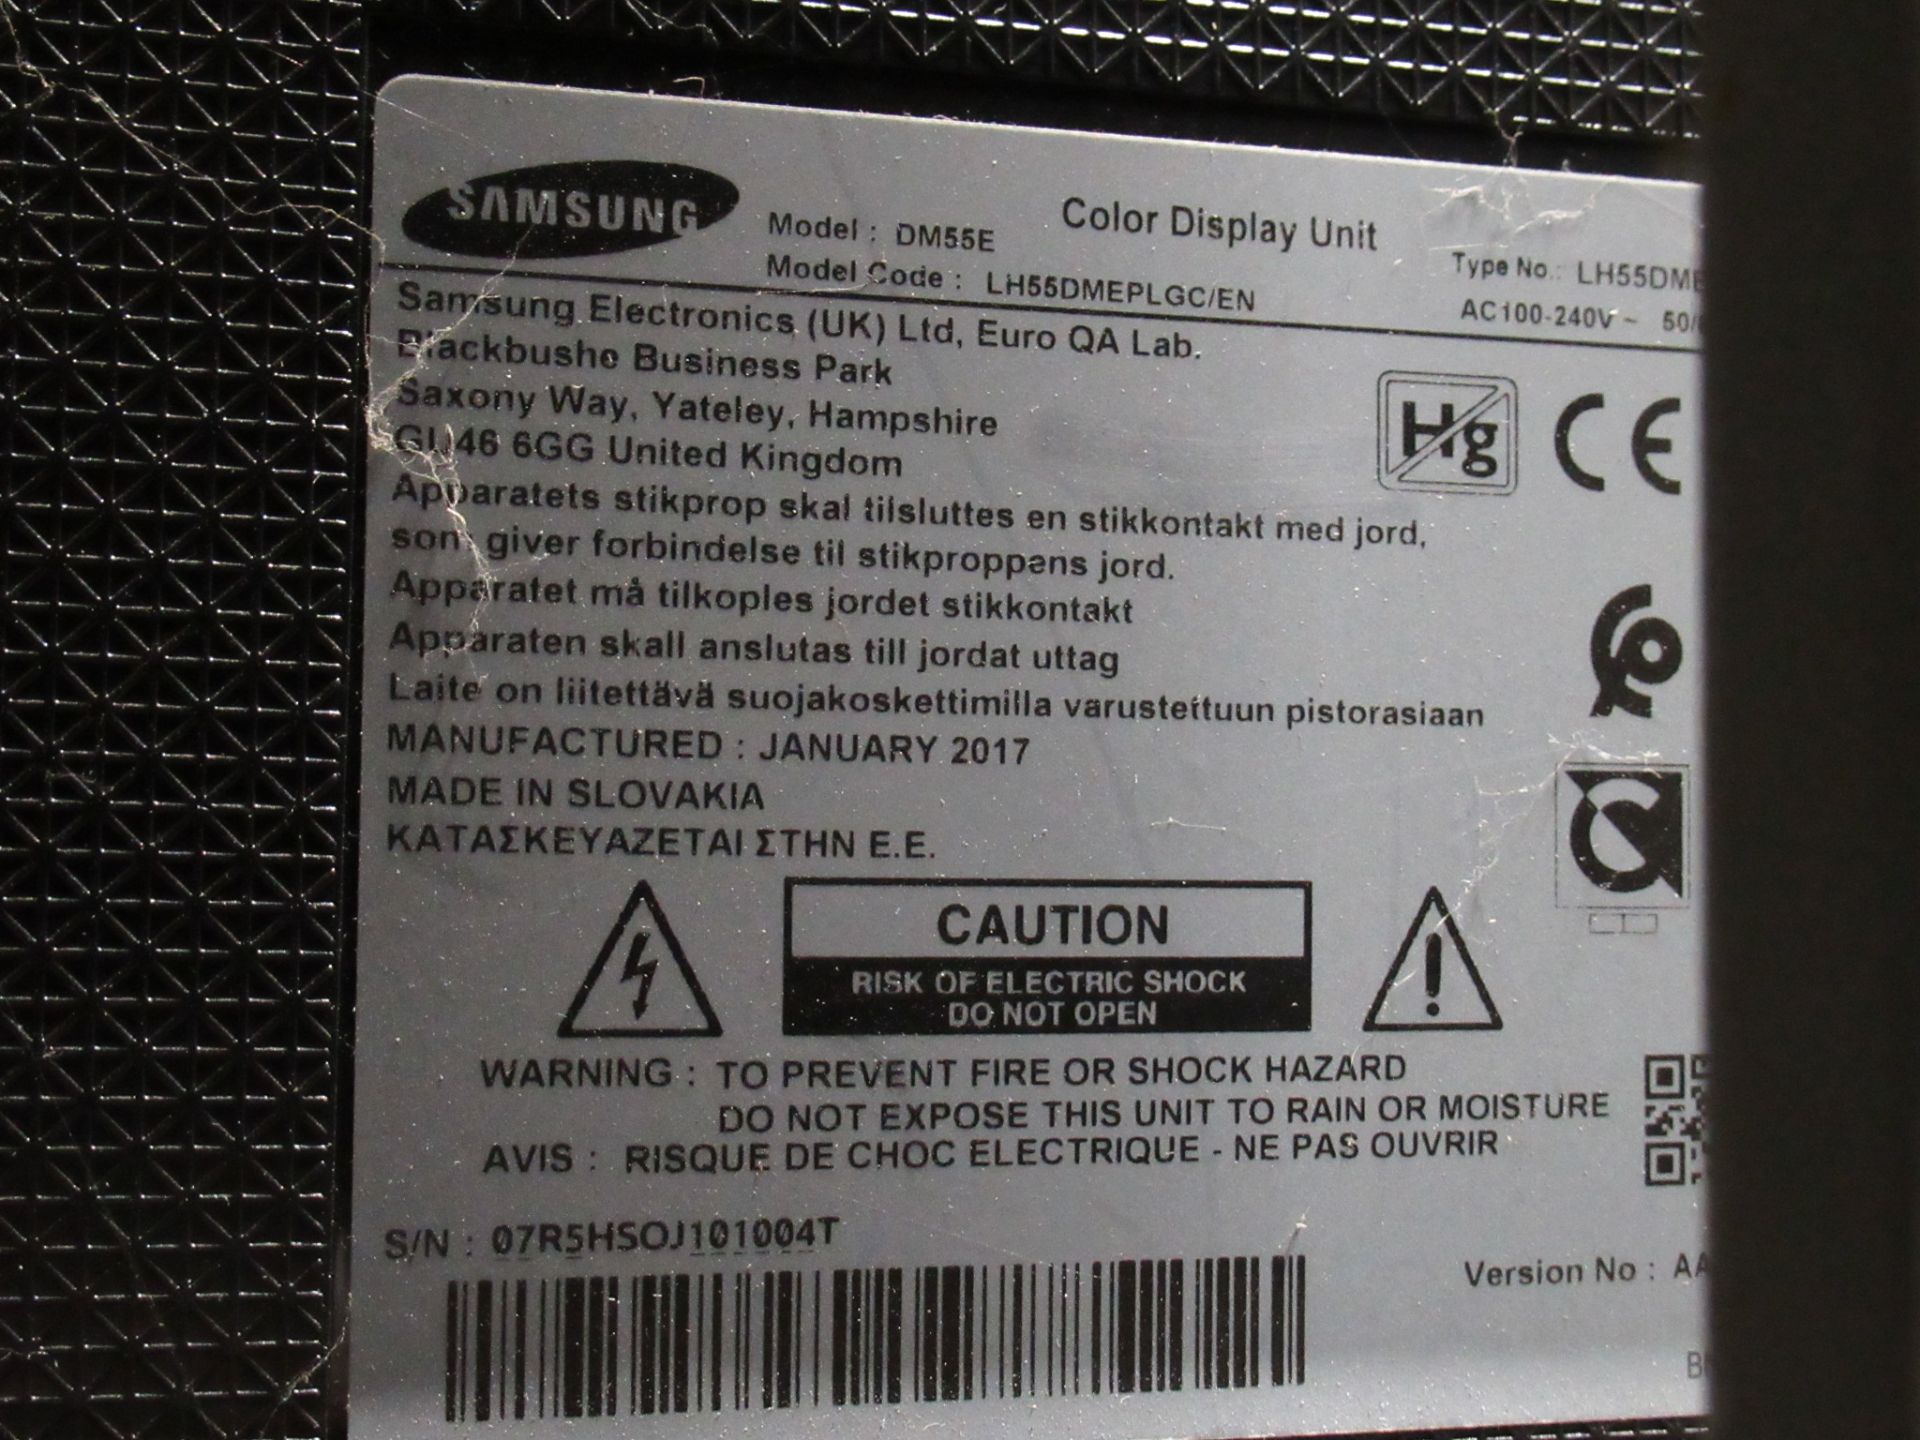 SAMSUNG
Color Display Unit
Model : DM55E
Model Code : LH55DMEPLGC/EN
Type No. : LH55DME
AC100-240V ~ 50/
Samsung Electronics (UK) Ltd, Euro QA Lab.
Blackbushe Business Park
Saxony Way, Yateley, Hampshire
GU46 6GG United Kingdom
Hg
CE
Apparatets stikprop skal tilsluttes en stikkontakt med jord,
som giver forbindelse til stikproppens jord.
Apparatet må tilkoples jordet stikkontakt
Apparaten skall anslutas till jordat uttag
Laite on liitettävä suojakoskettimilla varustettuun pistorasiaan
MANUFACTURED : JANUARY 2017
MADE IN SLOVAKIA
ΚΑΤΑΣΚΕΥΑΖΕΤΑΙ ΣΤΗΝ Ε.Ε.
CAUTION
RISK OF ELECTRIC SHOCK
DO NOT OPEN
WARNING : TO PREVENT FIRE OR SHOCK HAZARD
DO NOT EXPOSE THIS UNIT TO RAIN OR MOISTURE
AVIS : RISQUE DE CHOC ELECTRIQUE - NE PAS OUVRIR
S/N : 07R5HSOJ101004T
Version No : AA